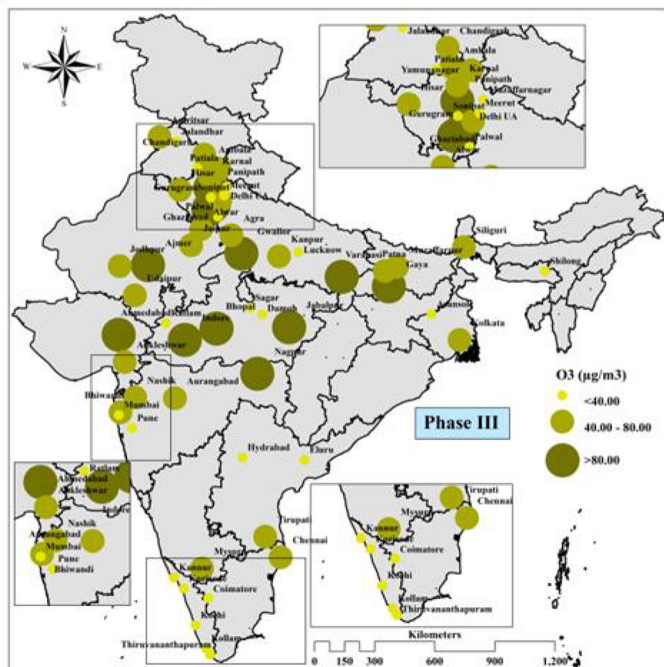 N
W E
S
Jalandhar Chandigarh
Ambala
Patiala
Yamunanagar Karnal
Panipath
Hisar Muzaffarnagar
Sonipat Meerut
Gurugram Delhi UA
Ghaziabad Palwal
Alwar
Amritsar
Jalandhar
Chandigarh Ambala
Patiala Karnal
Hisar Panipath
Gurugram Sonipat Meerut
Delhi UA
Palwal
Ghaziabad Alwar
Jaipur Agra
Ajmer Gwalior
Jodhpur Kanpur
Lucknow
Udaipur
Varanasi Patna Muzaffarpur
Gaya
Siliguri
Shilong
Sagar
Ahmedabad Ratlam Bhopal Damoh Jabalpur
Indore
Ankleshwar
Asansol
Kolkata
Nagpur
Nashik Aurangabad
Bhiwandi
Mumbai
Pune
O3 (µg/m3)
<40.00
40.00 - 80.00
>80.00
Phase III
Hydrabad Eluru
Ratlam
Ahmedabad
Ankleshwar
Indore
Nashik
Aurangabad
Mumbai
Pune
Bhiwandi
Tirupati
Chennai
Mysuru
Kannur
Coimatore
Kochi
Kollam
Thiruvananthapuram
Tirupati
Chennai
Mysuru
Kannur
Coimatore
Kochi
Kollam
Thiruvananthapuram
Kilometers
0 150 300 600 900 1,200